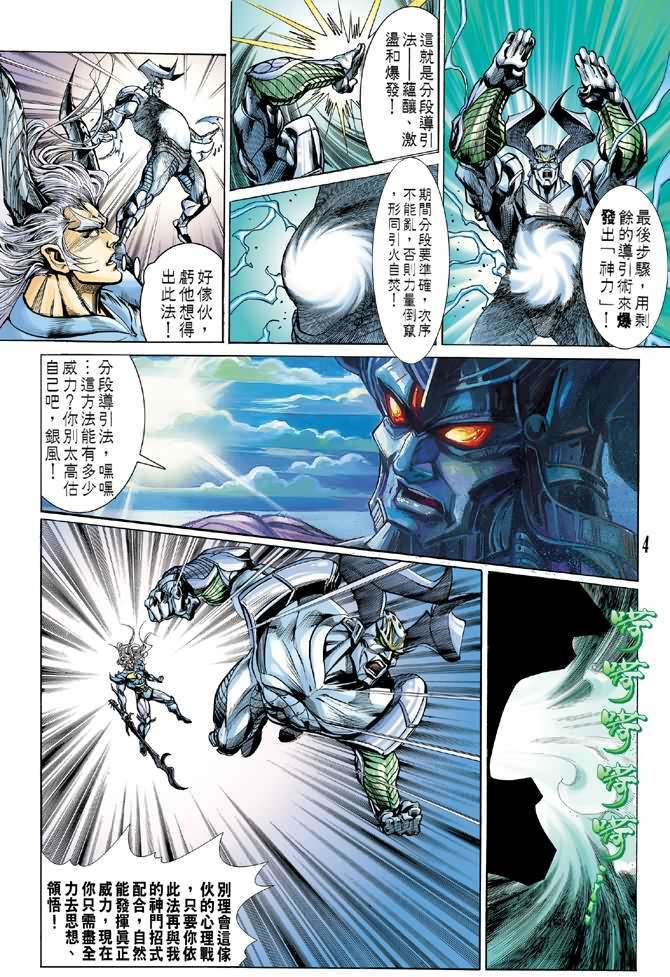 最後步驟，用剩
餘的導引術來爆
發出「神力」！
這就是分段導引
法——蘊釀、激
盪和爆發！
期間分段要準確，次序
不能亂，否則力量倒竄
，形同引火自焚！
好傢伙，
虧他想得
出此法！
分段導引法，嘿嘿
…這方法能有多少
威力？你別太高估
自己吧，銀風！
4
嗬嗬嗬嗬嗬……
別理會這傢
伙的心理戰
，只要你依
此法再與我
的神門招式
配合，自然
能發揮真正
威力，現在
你只需盡全
力去思想、
領悟！